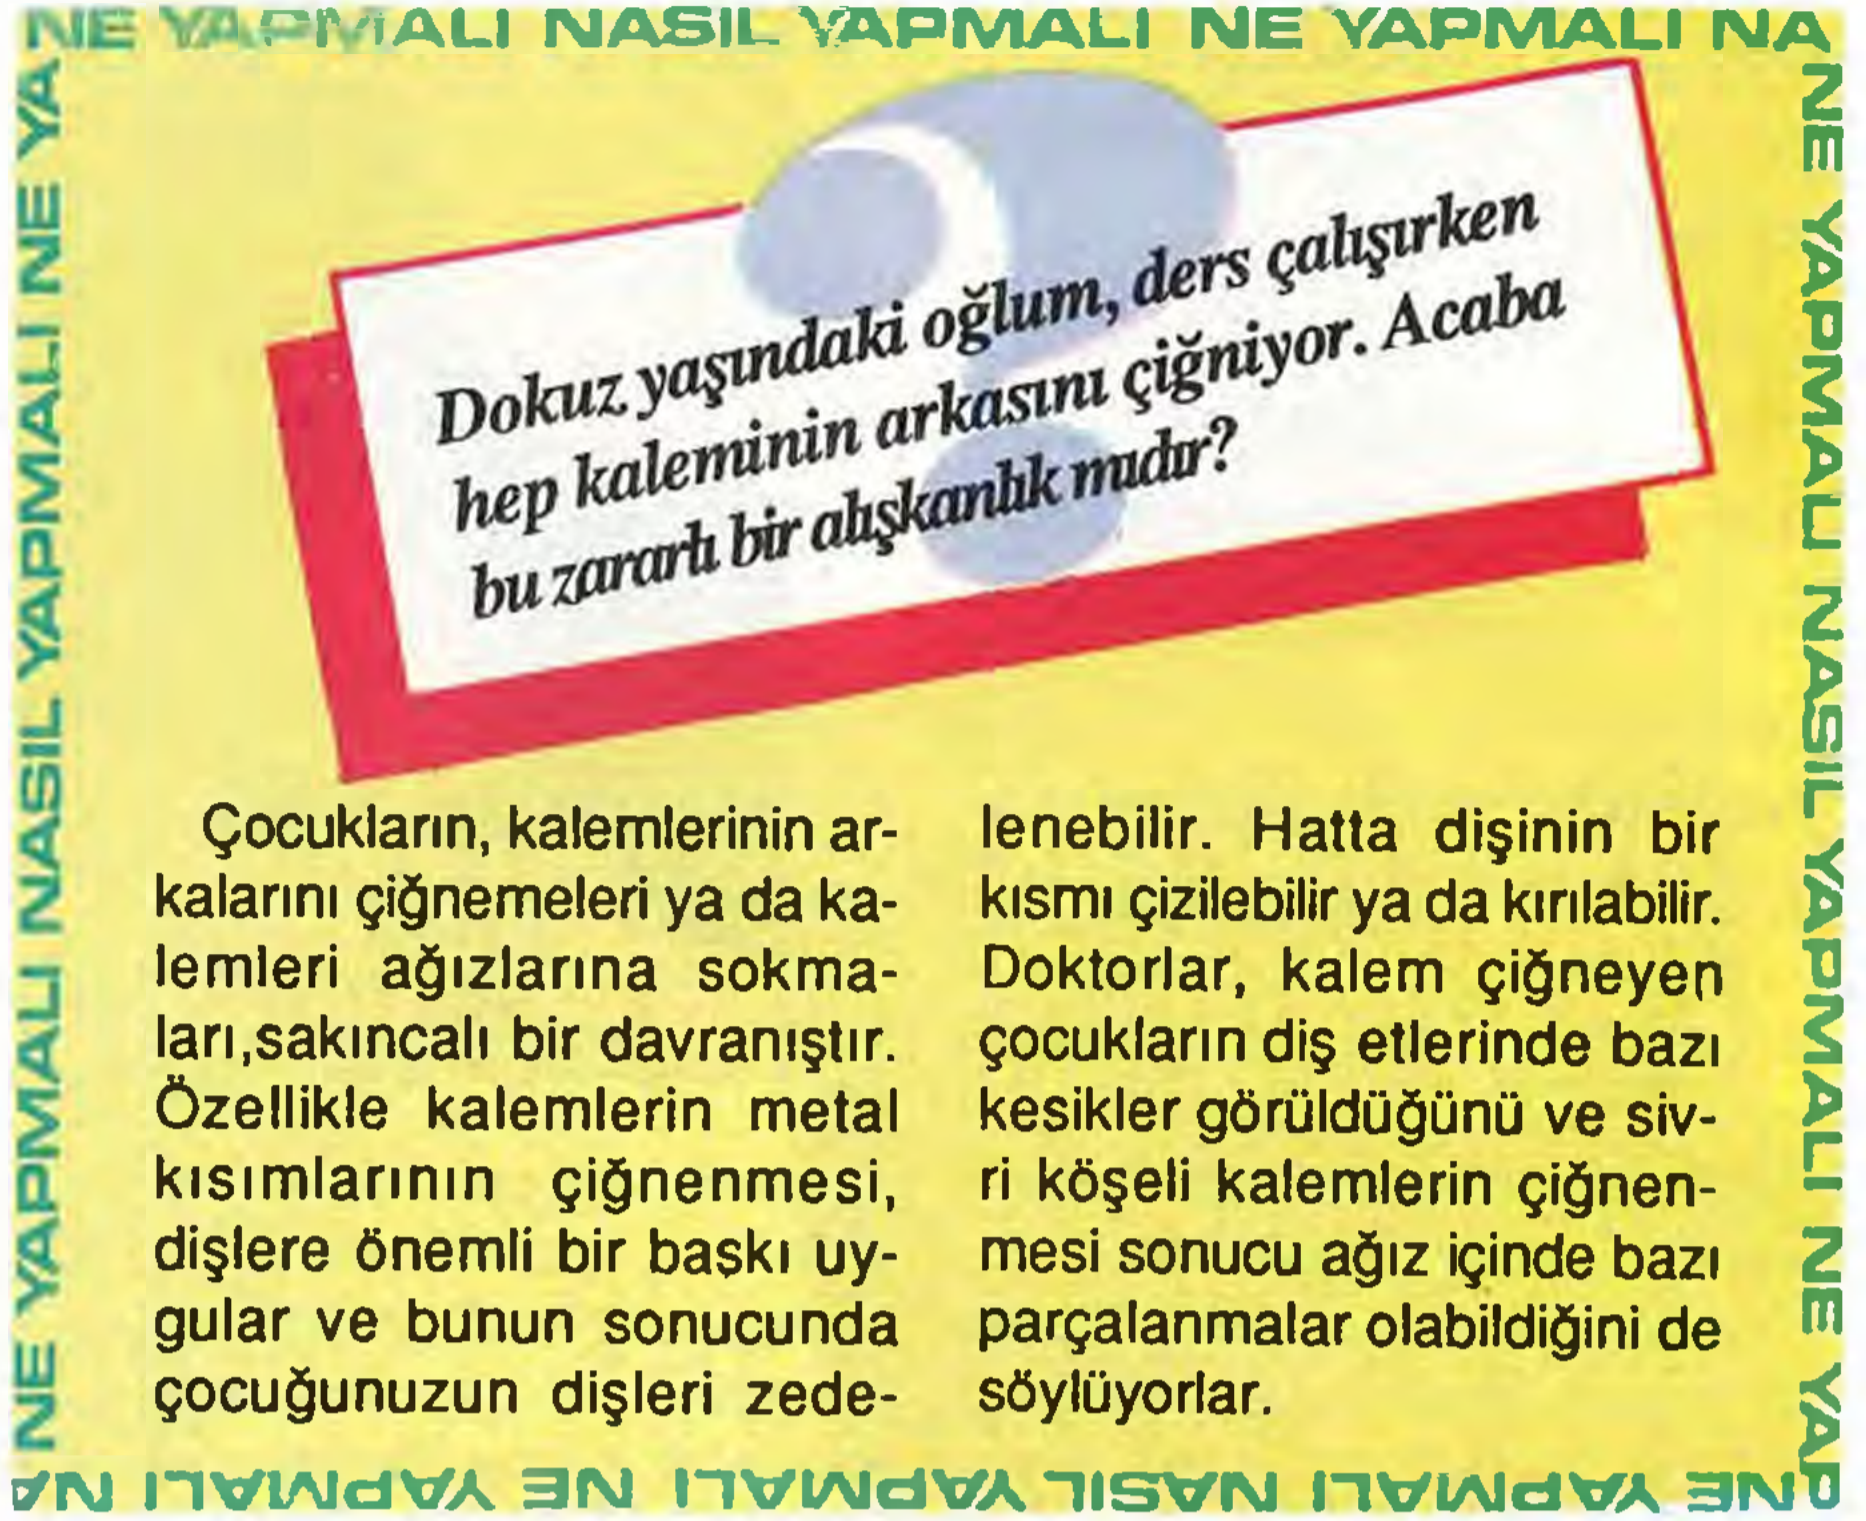 NE YAPMALI NASIL YAPMALI NE YAPMALI NA
NE YAPMALI NASIL YAPMALI NE YAP
NE YAPMALI NASIL YAPMALI NE YAPMALI NA
NE YAPMALI NASIL YAPMALI NE YA
Dokuz yaşındaki oğlum, ders çalışırken
hep kaleminin arkasını çiğniyor. Acaba
bu zararlı bir alışkanlık mıdır?
Çocukların, kalemlerinin ar-
kalarını çiğnemeleri ya da ka-
lemleri ağızlarına sokma-
ları,sakıncalı bir davranıştır.
Özellikle kalemlerin metal
kısımlarının çiğnenmesi,
dişlere önemli bir baskı uy-
gular ve bunun sonucunda
çocuğunuzun dişleri zede-
lenebilir. Hatta dişinin bir
kısmı çizilebilir ya da kırılabilir.
Doktorlar, kalem çiğneyen
çocukların diş etlerinde bazı
kesikler görüldüğünü ve siv-
ri köşeli kalemlerin çiğnen-
mesi sonucu ağız içinde bazı
parçalanmalar olabildiğini de
söylüyorlar.